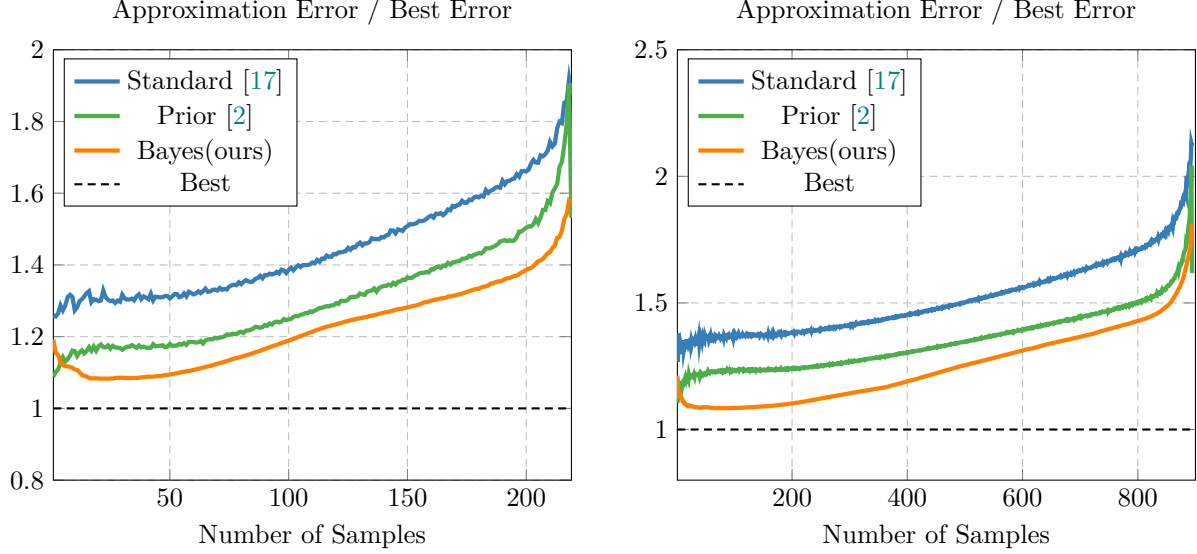 Approximation Error / Best Error
2
1.8
1.6
1.4
1.2
1
0.8
Standard [17]
Prior [2]
Bayes(ours)
Best
50 100 150 200
Number of Samples
Approximation Error / Best Error
2.5
2
1.5
1
Standard [17]
Prior [2]
Bayes(ours)
Best
200 400 600 800
Number of Samples